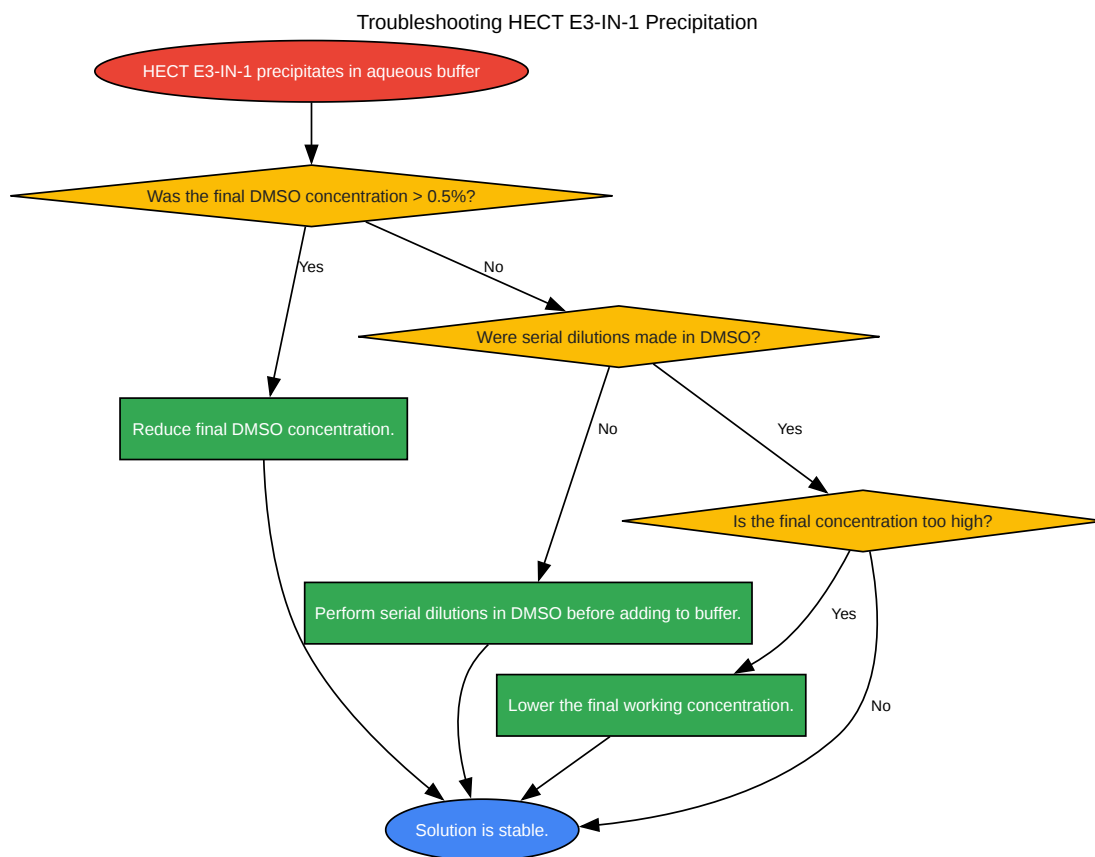 Troubleshooting HECT E3-IN-1 Precipitation
HECT E3-IN-1 precipitates in aqueous buffer
Was the final DMSO concentration > 0.5%?
Yes
No
Were serial dilutions made in DMSO?
Reduce final DMSO concentration.
No
Yes
Is the final concentration too high?
Perform serial dilutions in DMSO before adding to buffer.
Yes
Lower the final working concentration.
No
Solution is stable.